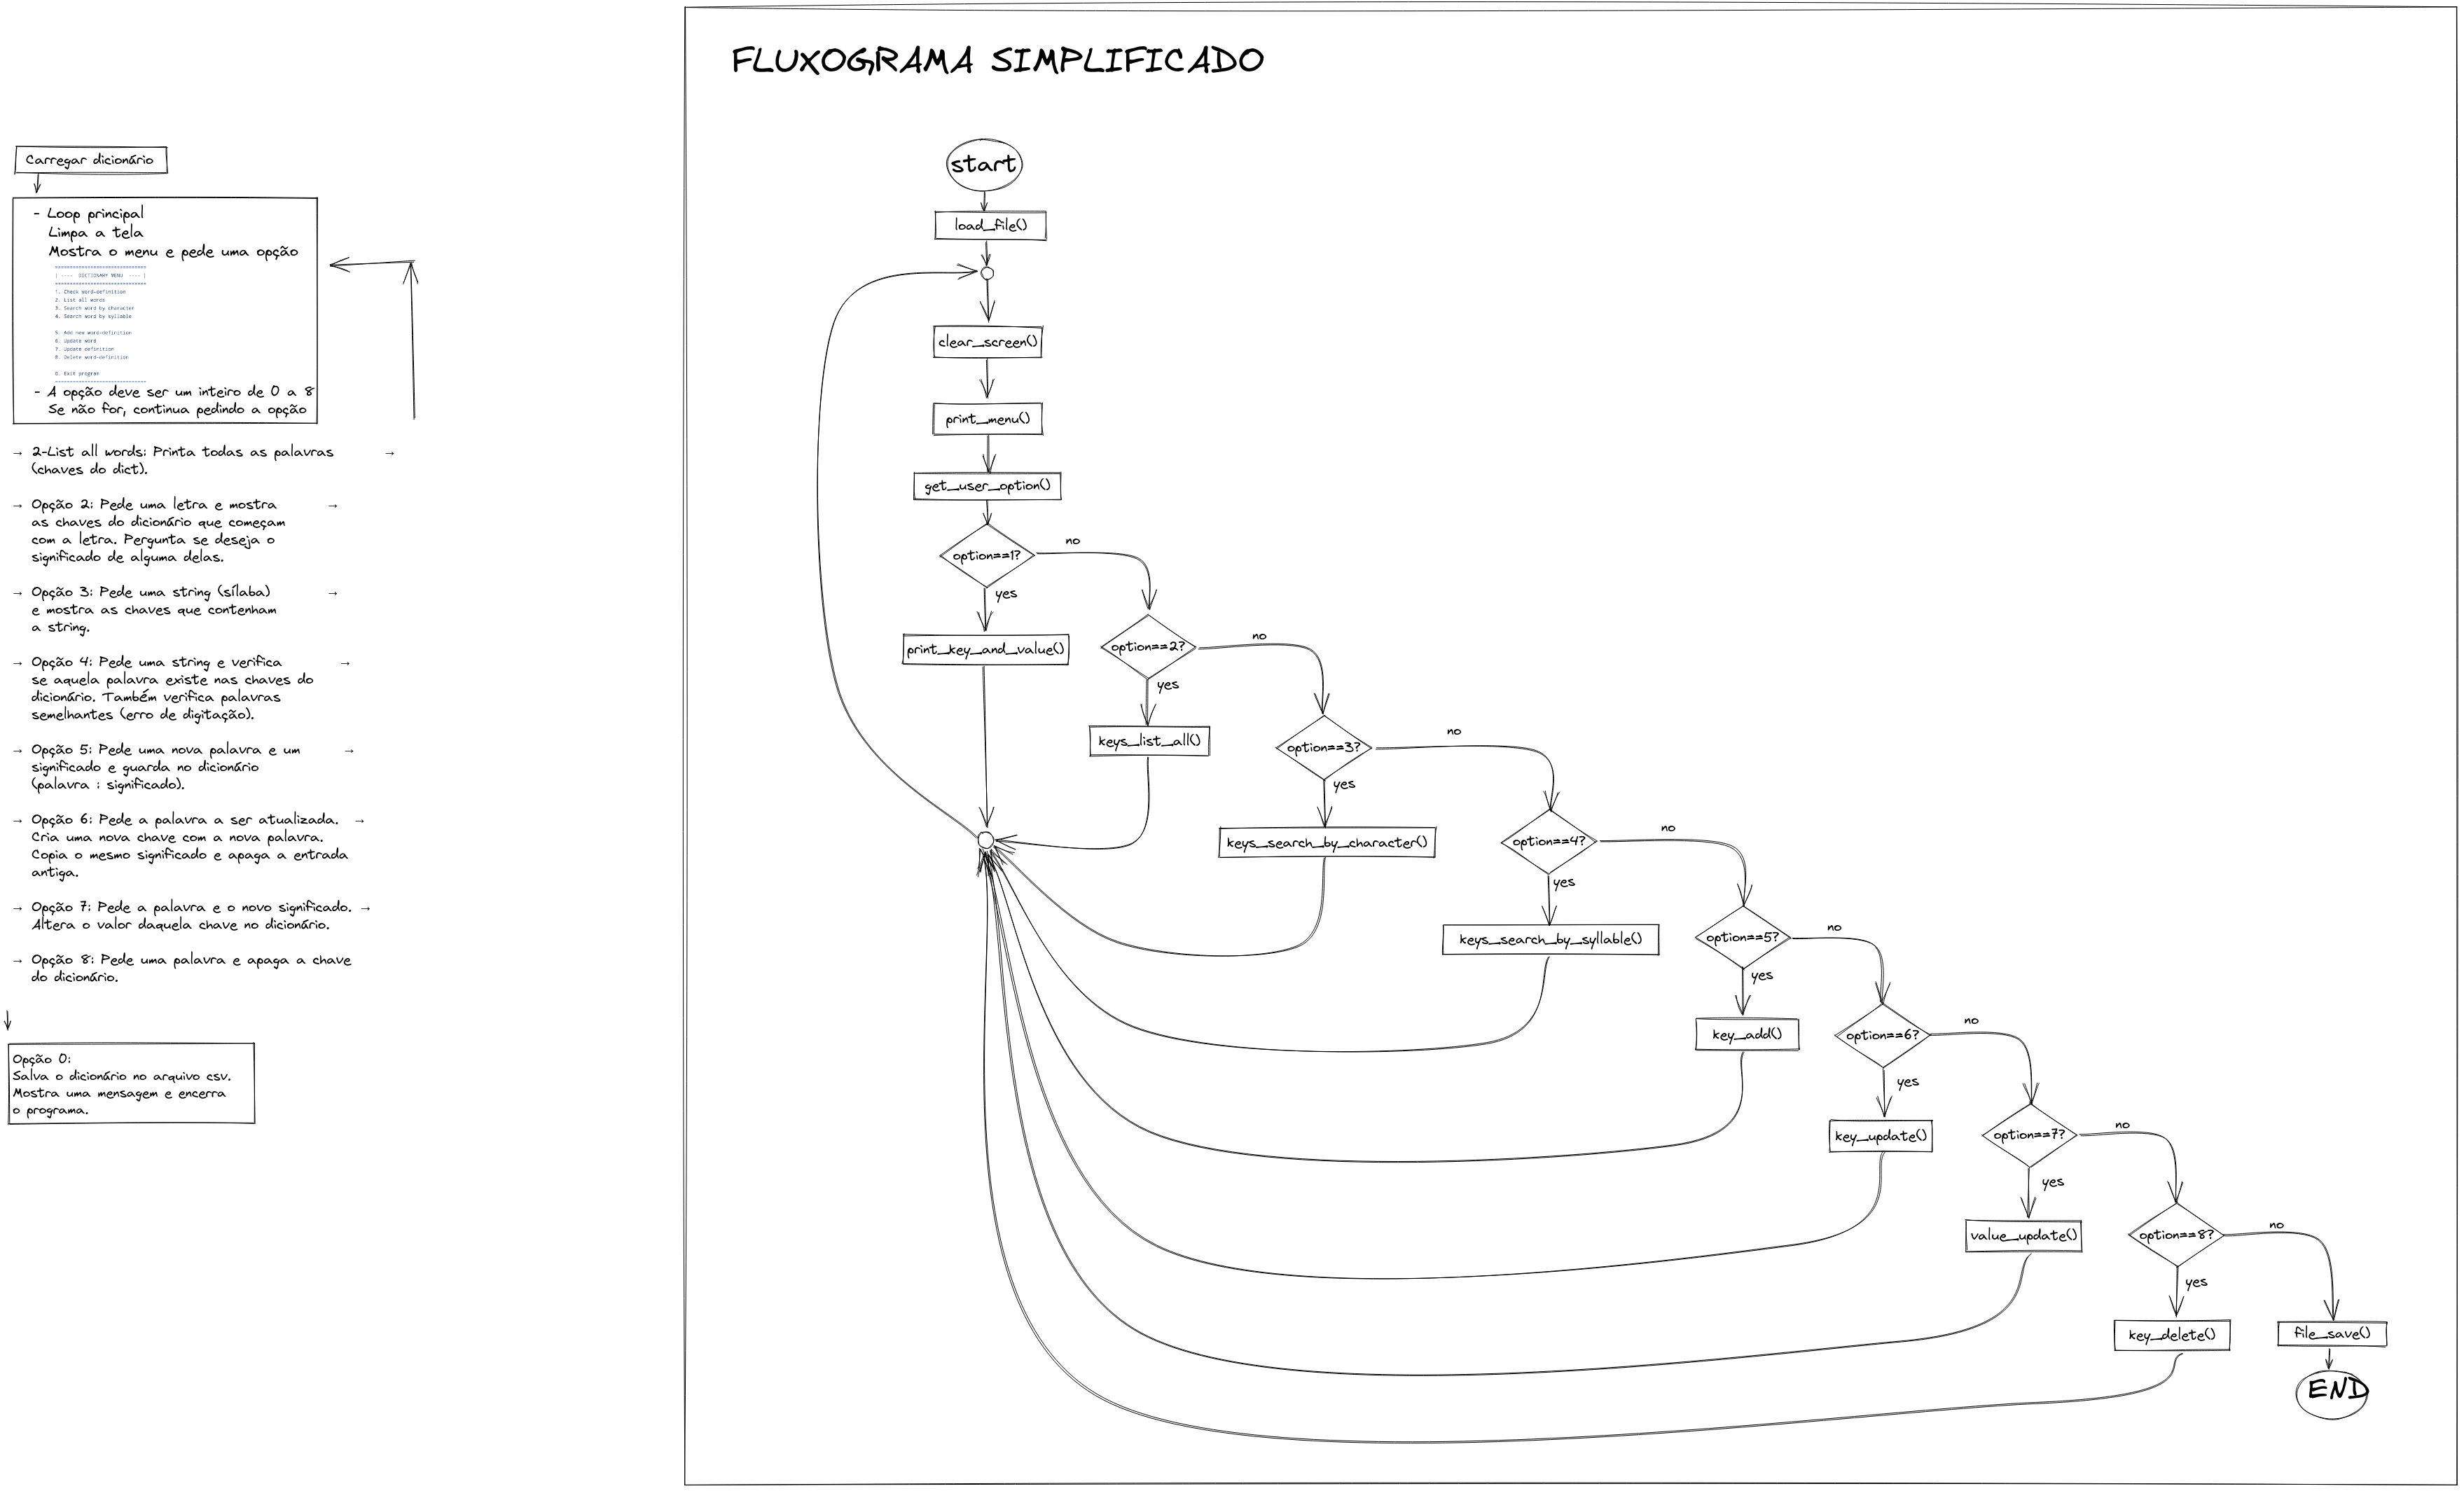 FLUXOGRAMA SIMPLIFICADO
Carregar dicionário
- Loop principal
Limpa a tela
Mostra o menu e pede uma opção
==============================
| ---- DICTIONARY MENU ---- |
==============================
1. Check word-definition
2. List all words
3. Search word by character
4. Search word by syllable
5. Add new word-definition
6. Update word
7. Update definition
8. Delete word-definition
0. Exit program
==============================
- A opção deve ser um inteiro de 0 a 8
Se não for, continua pedindo a opção
→ 2-List all words: Printa todas as palavras →
(chaves do dict).
→ Opção 2: Pede uma letra e mostra →
as chaves do dicionário que começam
com a letra. Pergunta se deseja o
significado de alguma delas.
→ Opção 3: Pede uma string (sílaba) →
e mostra as chaves que contenham
a string.
→ Opção 4: Pede uma string e verifica →
se aquela palavra existe nas chaves do
dicionário. Também verifica palavras
semelhantes (erro de digitação).
→ Opção 5: Pede uma nova palavra e um →
significado e guarda no dicionário
(palavra : significado).
→ Opção 6: Pede a palavra a ser atualizada. →
Cria uma nova chave com a nova palavra.
Copia o mesmo significado e apaga a entrada
antiga.
→ Opção 7: Pede a palavra e o novo significado. →
Altera o valor daquela chave no dicionário.
→ Opção 8: Pede uma palavra e apaga a chave
do dicionário.
Opção 0:
Salva o dicionário no arquivo csv.
Mostra uma mensagem e encerra
o programa.
start
load_file()
clear_screen()
print_menu()
get_user_option()
option==1?
no
yes
print_key_and_value()
option==2?
no
yes
keys_list_all()
option==3?
no
yes
keys_search_by_character()
option==4?
no
yes
keys_search_by_syllable()
option==5?
no
yes
key_add()
option==6?
no
yes
key_update()
option==7?
no
yes
value_update()
option==8?
no
yes
key_delete()
file_save()
END